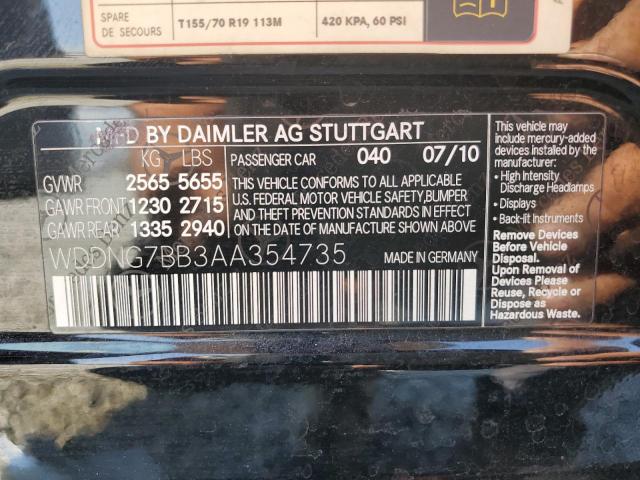 SPARE
DE SECOURS
T155/70 R19 113M
420 KPA, 60 PSI
MFD BY DAIMLER AG STUTTGART
KG LBS
GVWR 2565 5655
GAWR FRONT 1230 2715
GAWR REAR 1335 2940
PASSENGER CAR 040 07/10
THIS VEHICLE CONFORMS TO ALL APPLICABLE
U.S. FEDERAL MOTOR VEHICLE SAFETY, BUMPER
AND THEFT PREVENTION STANDARDS IN EFFECT
ON DATE OF MANUFACTURE SHOWN ABOVE
WDDNG7BB3AA354735
MADE IN GERMANY
This vehicle may
include mercury-added
devices installed by the
manufacturer:
• High Intensity
Discharge Headlamps
• Displays
• Back-lit Instruments
Remove Devices
Before Vehicle
Disposal.
Upon Removal of
Devices Please
Reuse, Recycle or
Dispose as
Hazardous Waste.